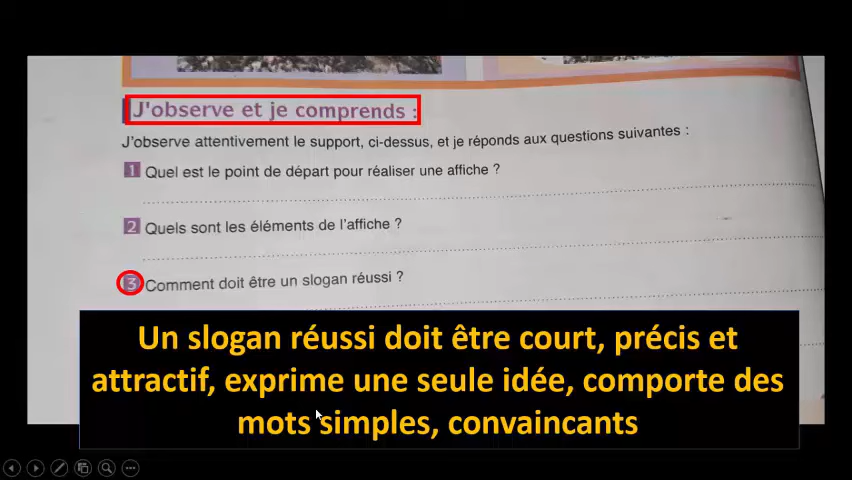 J'observe et je comprends :
J'observe attentivement le support, ci-dessus, et je réponds aux questions suivantes :
1 Quel est le point de départ pour réaliser une affiche ?
2 Quels sont les éléments de l'affiche ?
3 Comment doit être un slogan réussi ?
Un slogan réussi doit être court, précis et
attractif, exprime une seule idée, comporte des
mots simples, convaincants